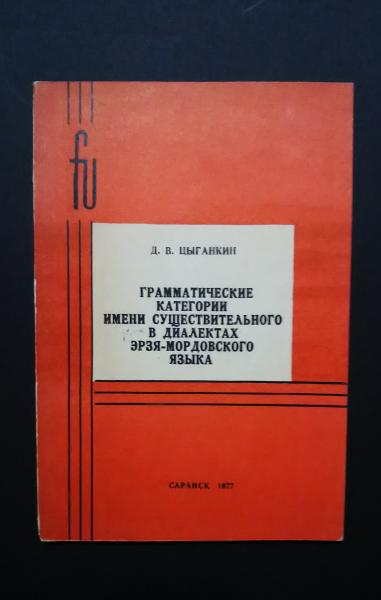 fu
Д. В. ЦЫГАНКИН
ГРАММАТИЧЕСКИЕ
КАТЕГОРИИ
ИМЕНИ СУЩЕСТВИТЕЛЬНОГО
В ДИАЛЕКТАХ
ЭРЗЯ-МОРДОВСКОГО
ЯЗЫКА
САРАНСК 1977